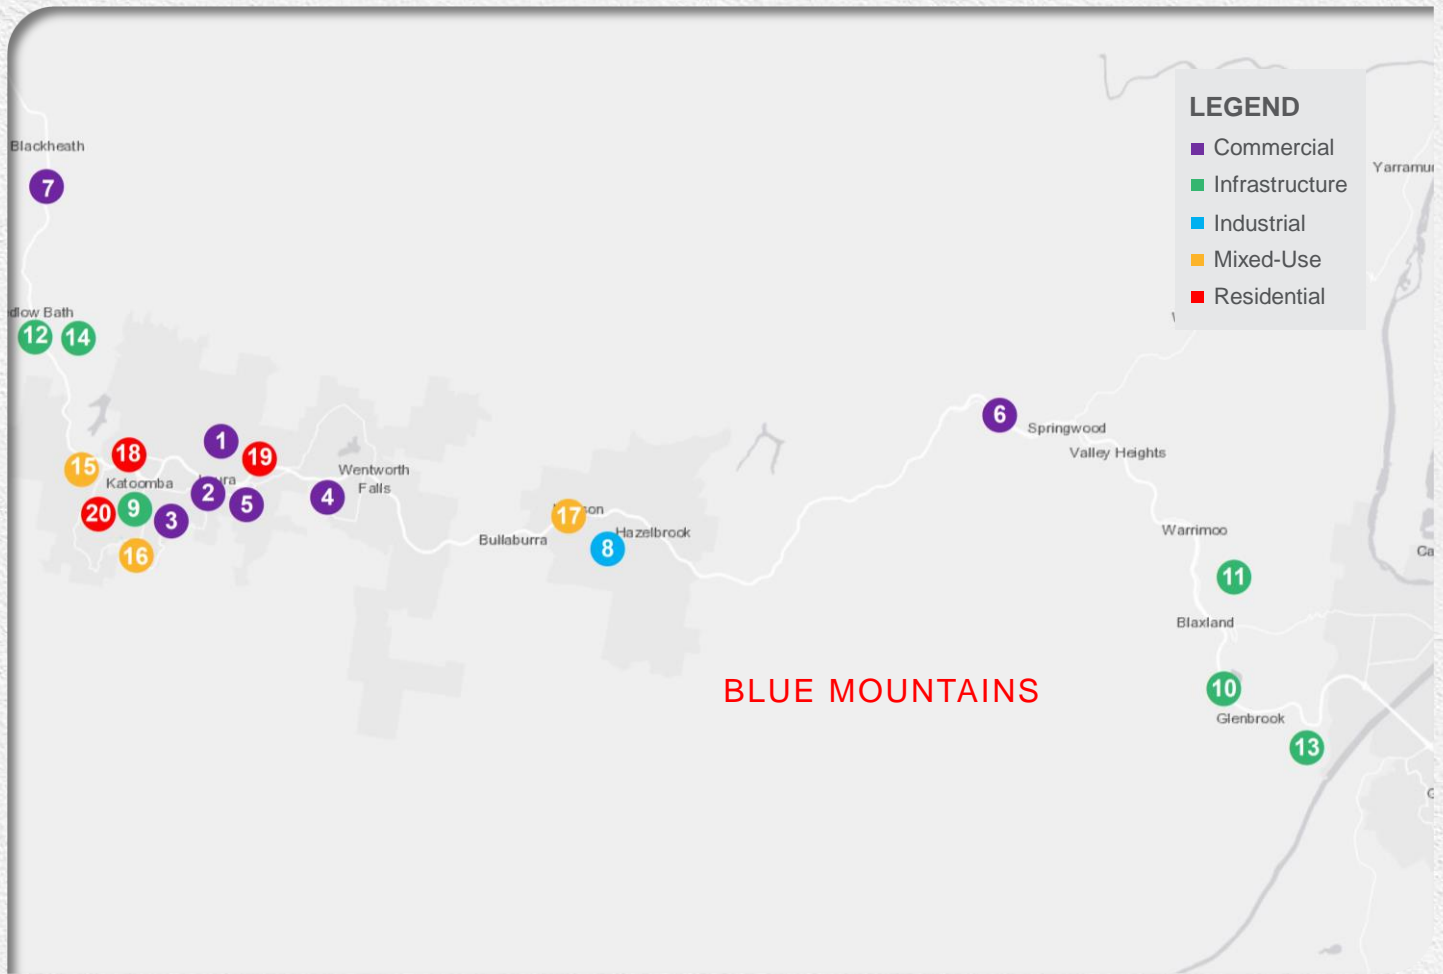 LEGEND
Commercial
Infrastructure
Industrial
Mixed-Use
Residential
Blackheath
7
dlow Bath
12
14
1
18
19
15
Katoomba
2
5
4
Wentworth
Falls
20
9
3
16
17
8
Bullaburra
Hazelbrook
6
Springwood
Valley Heights
Warrimoo
11
Blaxland
10
Glenbrook
13
BLUE MOUNTAINS
Yarramu
Ca
G